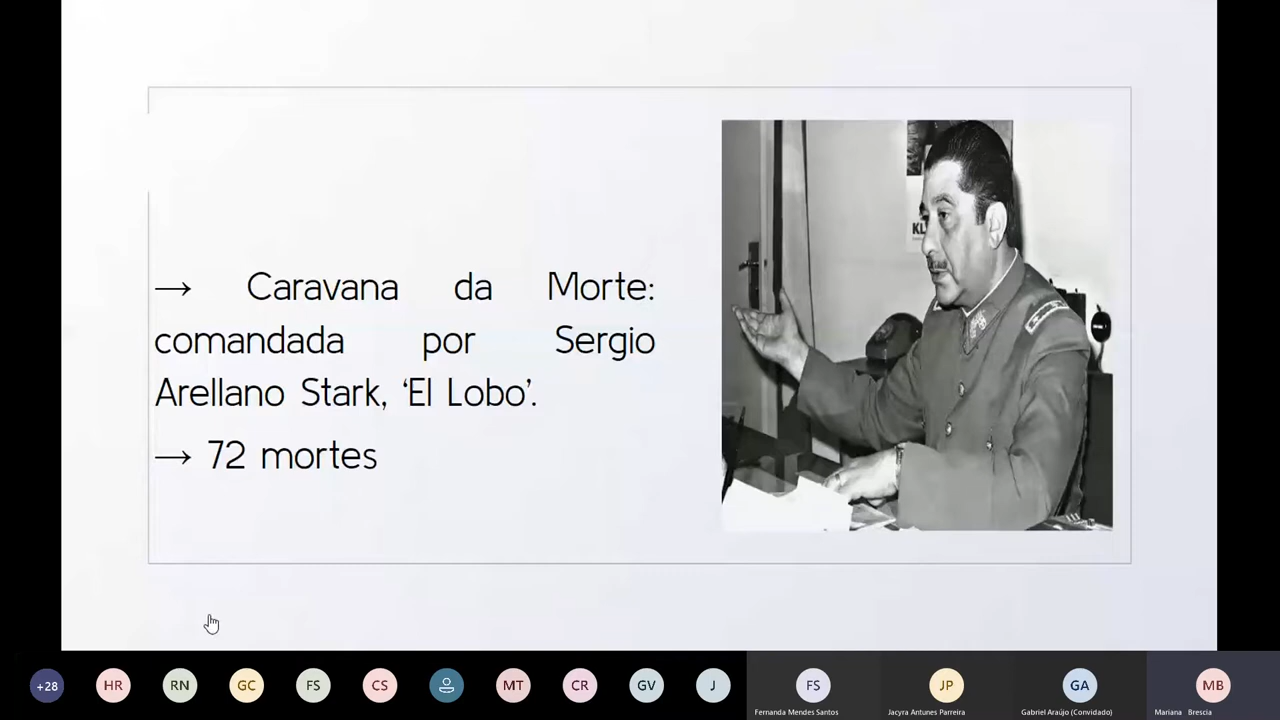 → Caravana da Morte:
comandada por Sergio
Arellano Stark, ‘El Lobo’.
→ 72 mortes
KL
+28 HR RN GC FS CS MT CR GV J FS JP GA MB
Fernanda Mendes Santos Jacyra Antunes Parreira Gabriel Araújo (Convidado) Mariana Brescia